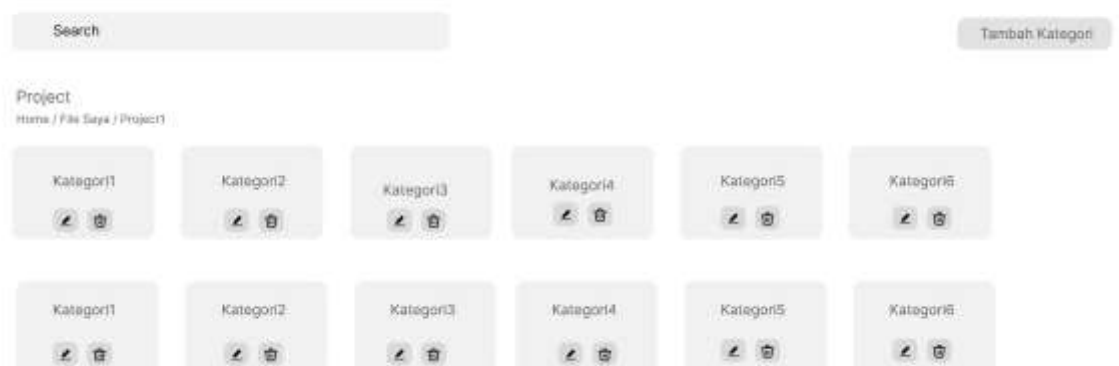 Search
Tambah Kategori
Project
Home / File Saya / Project1
Kategori1 Kategori2 Kategori3 Kategori4 Kategori5 Kategori6
Kategori1 Kategori2 Kategori3 Kategori4 Kategori5 Kategori6